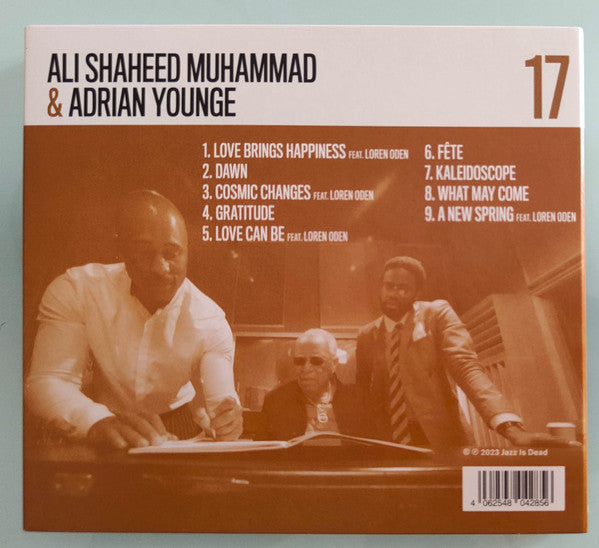 ALI SHAHEED MUHAMMAD
& ADRIAN YOUNGE
17
1. LOVE BRINGS HAPPINESS FEAT. LOREN ODEN
2. DAWN
3. COSMIC CHANGES FEAT. LOREN ODEN
4. GRATITUDE
5. LOVE CAN BE FEAT. LOREN ODEN
6. FÊTE
7. KALEIDOSCOPE
8. WHAT MAY COME
9. A NEW SPRING FEAT. LOREN ODEN
© ℗ 2023 Jazz Is Dead
4 062548 042856